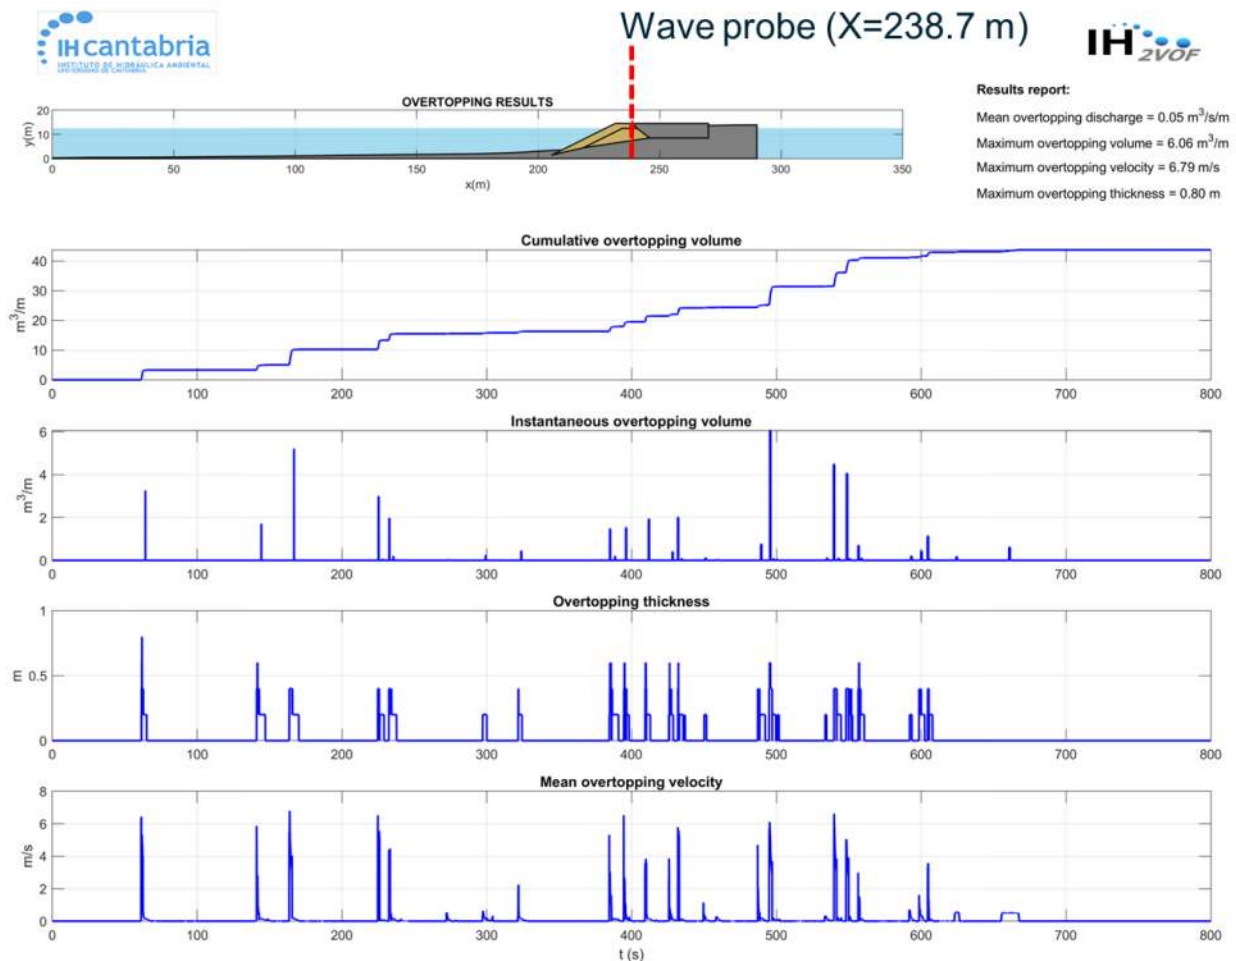 Wave probe (X=238.7 m)
IH cantabria
INSTITUTO DE HIDRÁULICA AMBIENTAL
UNIVERSIDAD DE CANTABRIA
IH
2VOF
Results report:
Mean overtopping discharge = 0.05 m³/s/m
Maximum overtopping volume = 6.06 m³/m
Maximum overtopping velocity = 6.79 m/s
Maximum overtopping thickness = 0.80 m
OVERTOPPING RESULTS
y(m)
20
10
0
0 50 100 150 200 250 300 350
x(m)
Cumulative overtopping volume
m³/m
40
30
20
10
0
0 100 200 300 400 500 600 700 800
Instantaneous overtopping volume
m³/m
6
4
2
0
0 100 200 300 400 500 600 700 800
Overtopping thickness
m
1
0.5
0
0 100 200 300 400 500 600 700 800
Mean overtopping velocity
m/s
8
6
4
2
0
0 100 200 300 400 500 600 700 800
t (s)